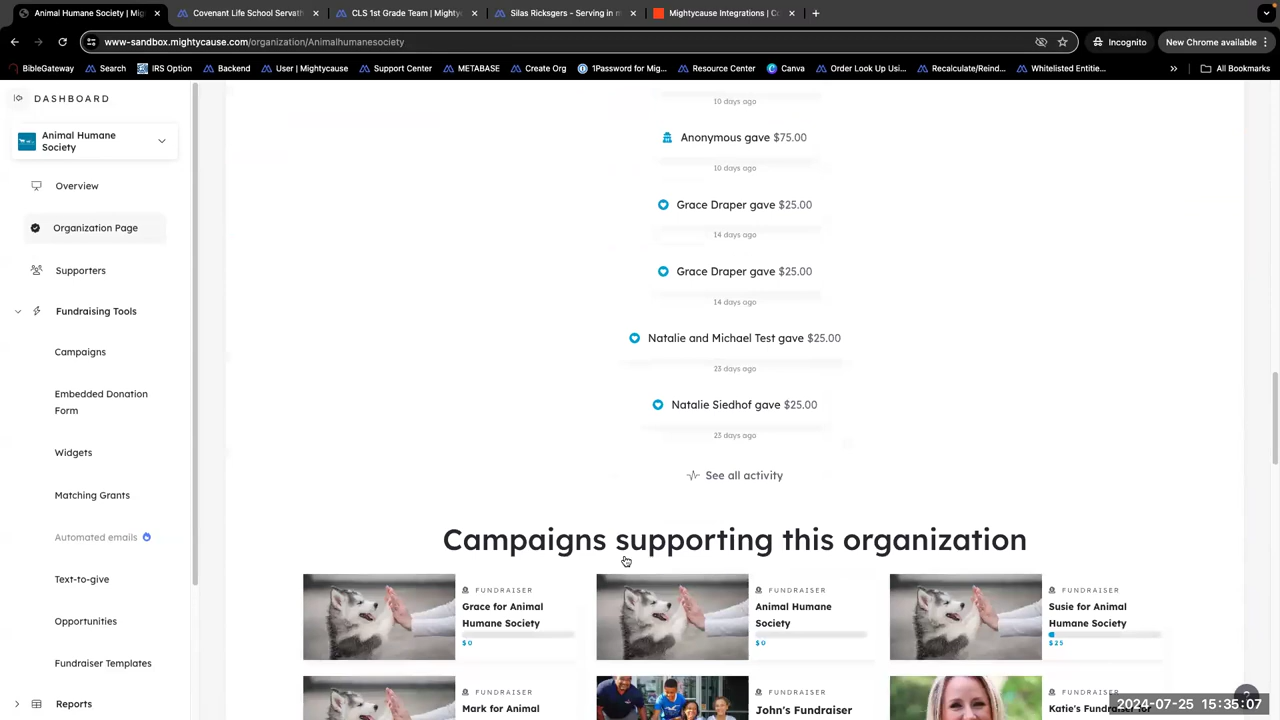 Animal Humane Society | Mig
Covenant Life School Servath
CLS 1st Grade Team | Mighty
Silas Ricksgers - Serving in m
Mightycause Integrations | Co
www-sandbox.mightycause.com/organization/Animalhumanesociety
Incognito
New Chrome available
BibleGateway
Search
IRS Option
Backend
User | Mightycause
Support Center
METABASE
Create Org
1Password for Mig...
Resource Center
Canva
Order Look Up Usi...
Recalculate/Reind...
Whitelisted Entitie...
All Bookmarks
DASHBOARD
Animal Humane
Society
Overview
Organization Page
Supporters
Fundraising Tools
Campaigns
Embedded Donation
Form
Widgets
Matching Grants
Automated emails
Text-to-give
Opportunities
Fundraiser Templates
Reports
10 days ago
Anonymous gave $75.00
10 days ago
Grace Draper gave $25.00
14 days ago
Grace Draper gave $25.00
14 days ago
Natalie and Michael Test gave $25.00
23 days ago
Natalie Siedhof gave $25.00
23 days ago
See all activity
Campaigns supporting this organization
FUNDRAISER
Grace for Animal
Humane Society
$0
FUNDRAISER
Animal Humane
Society
$0
FUNDRAISER
Susie for Animal
Humane Society
$25
FUNDRAISER
Mark for Animal
FUNDRAISER
John's Fundraiser
FUNDRAISER
Katie's Fundraiser for
2024-07-25 15:35:07